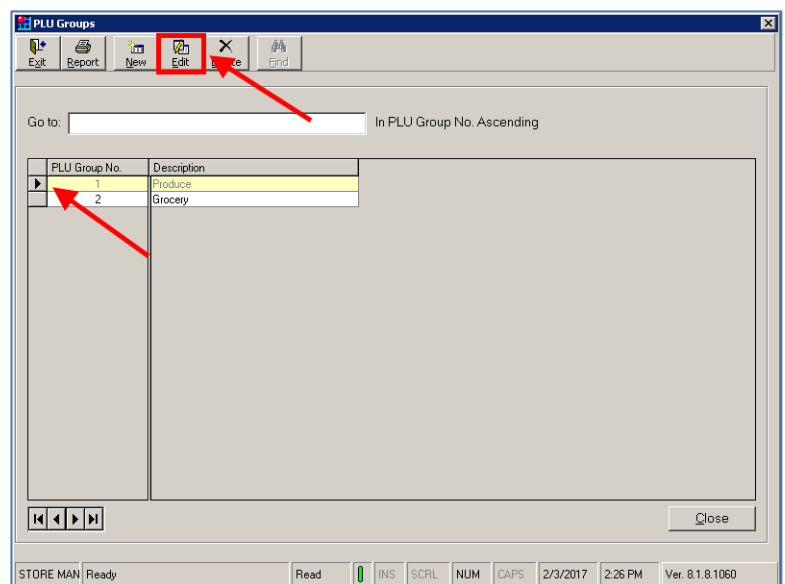 PLU Groups
Exit Report New Edit Delete Find
Go to: In PLU Group No. Ascending
PLU Group No. Description
1 Produce
2 Grocery
Close
STORE MAN Ready Read INS SCRL NUM CAPS 2/3/2017 2:26 PM Ver. 8.1.8.1060